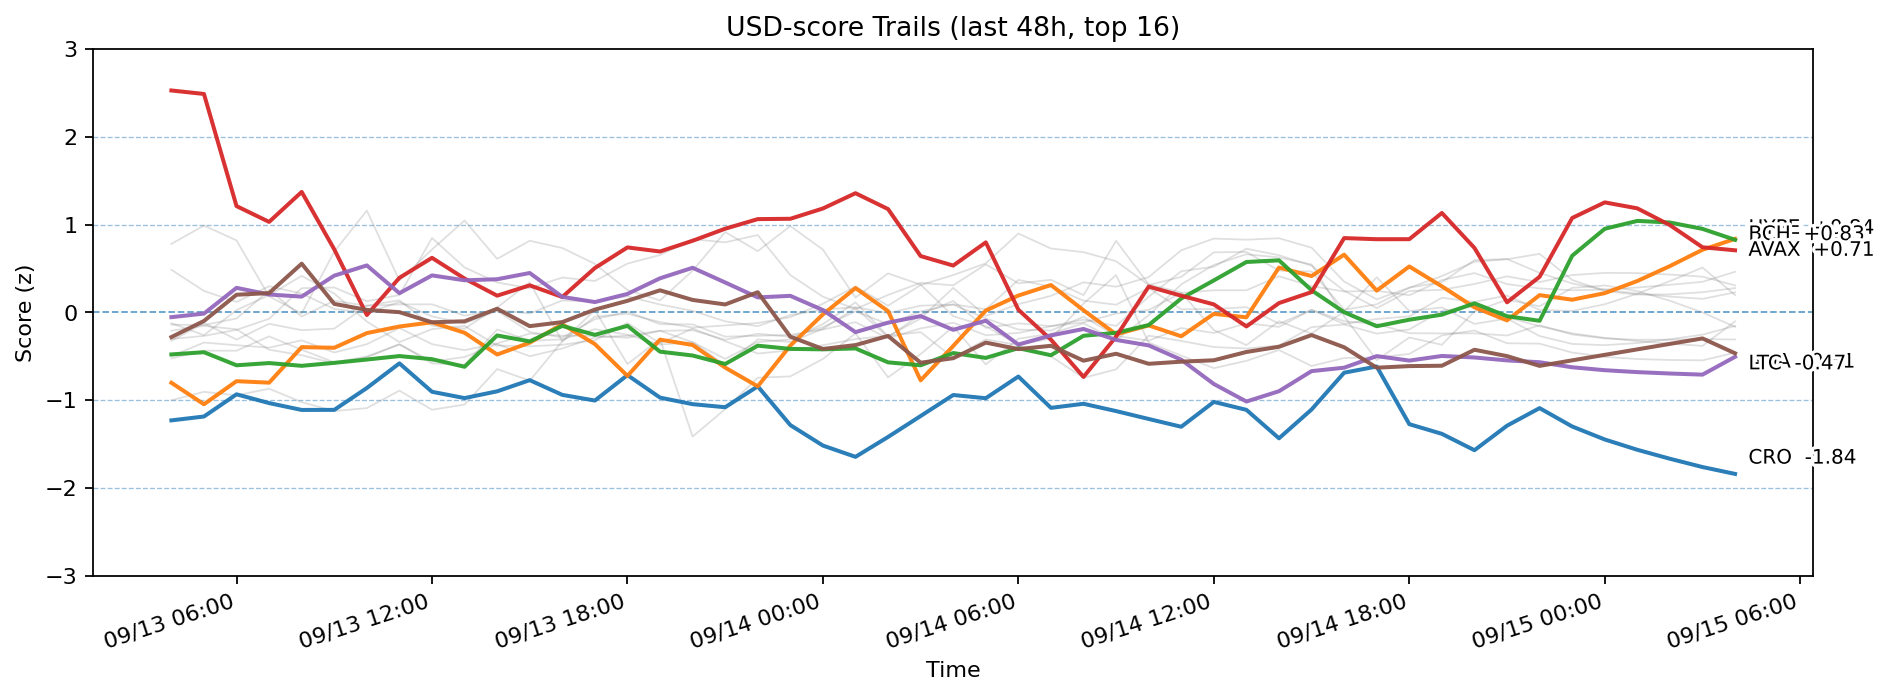 USD-score Trails (last 48h, top 16)
Score (z)
3
2
1
0
−1
−2
−3
BCH +0.83
AVAX +0.71
LTC -0.47
CRO -1.84
09/13 06:00
09/13 12:00
09/13 18:00
09/14 00:00
09/14 06:00
09/14 12:00
09/14 18:00
09/15 00:00
09/15 06:00
Time